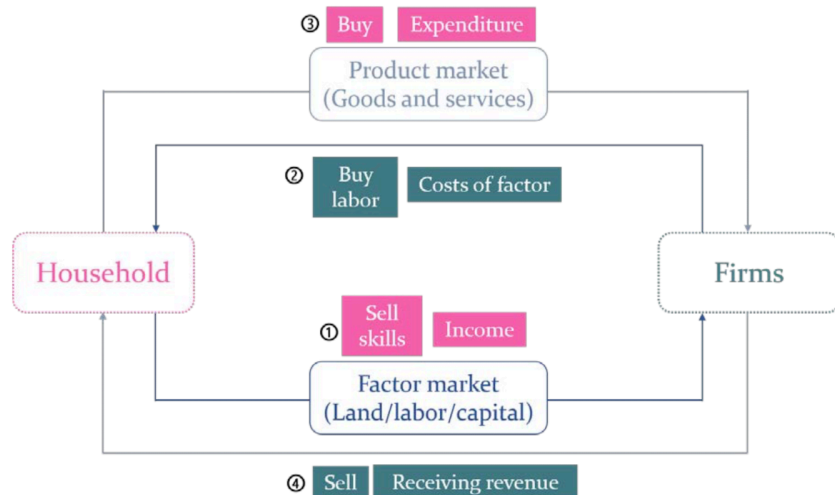 ③ Buy Expenditure
Product market
(Goods and services)
② Buy
labor
Costs of factor
Household
Firms
① Sell
skills
Income
Factor market
(Land/labor/capital)
④ Sell Receiving revenue